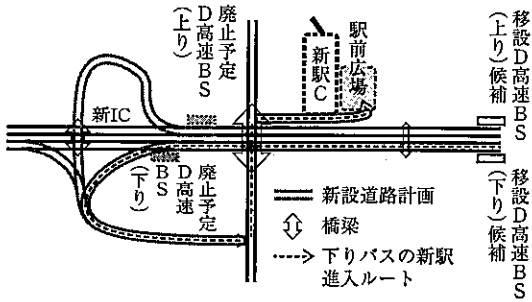 廃止予定
D高速BS
（上り）
新IC
廃止予定
D高速
BS
（下り）
新駅C
駅前広場
移設D高速BS
（上り）候補
移設D高速BS
（下り）候補
新設道路計画
橋梁
下りバスの新駅
進入ルート